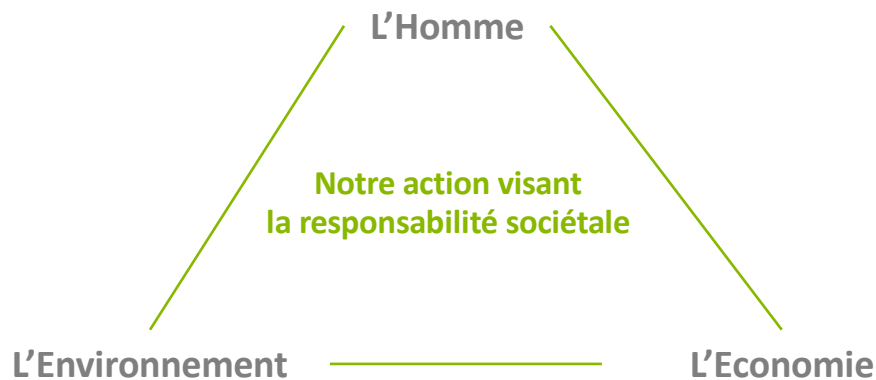 L’Homme
Notre action visant
la responsabilité sociétale
L’Environnement
L’Economie